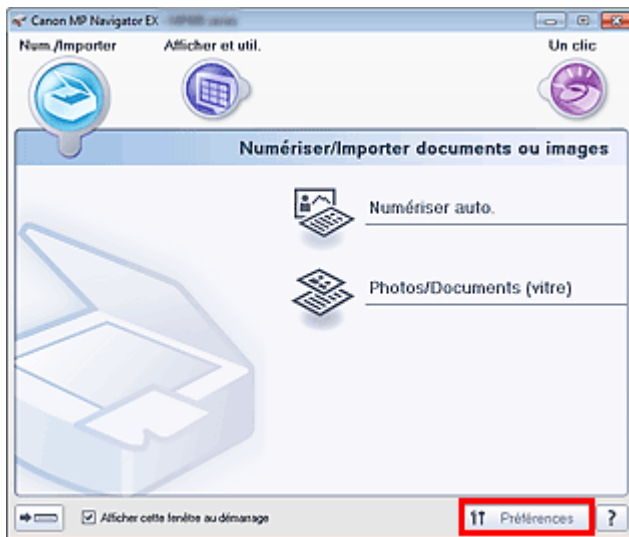 Canon MP Navigator EX
Num./Importer
Afficher et util.
Un clic
Numériser/Importer documents ou images
Numériser auto.
Photos/Documents (vitre)
Afficher cette fenêtre au démarrage
Préférences
?